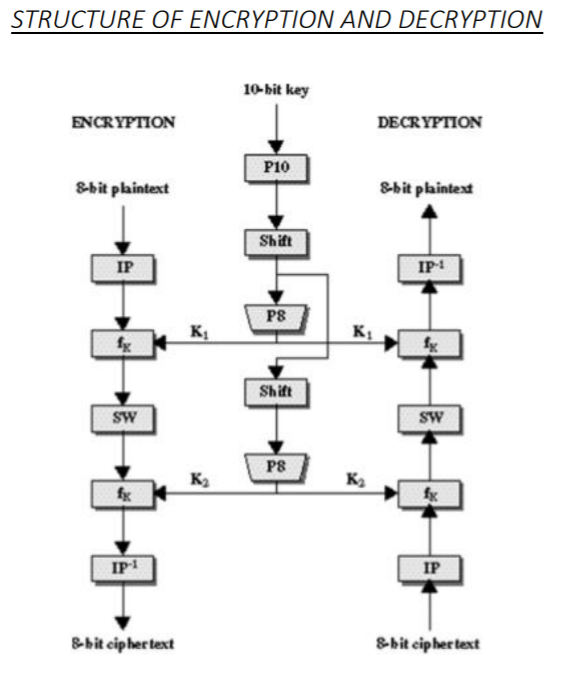 STRUCTURE OF ENCRYPTION AND DECRYPTION
10-bit key
ENCRYPTION
DECRYPTION
P10
8-bit plaintext
8-bit plaintext
Shift
IP
IP⁻¹
P8
K₁
K₁
fK
fK
Shift
SW
SW
P8
K₂
K₂
fK
fK
IP⁻¹
IP
8-bit ciphertext
8-bit ciphertext